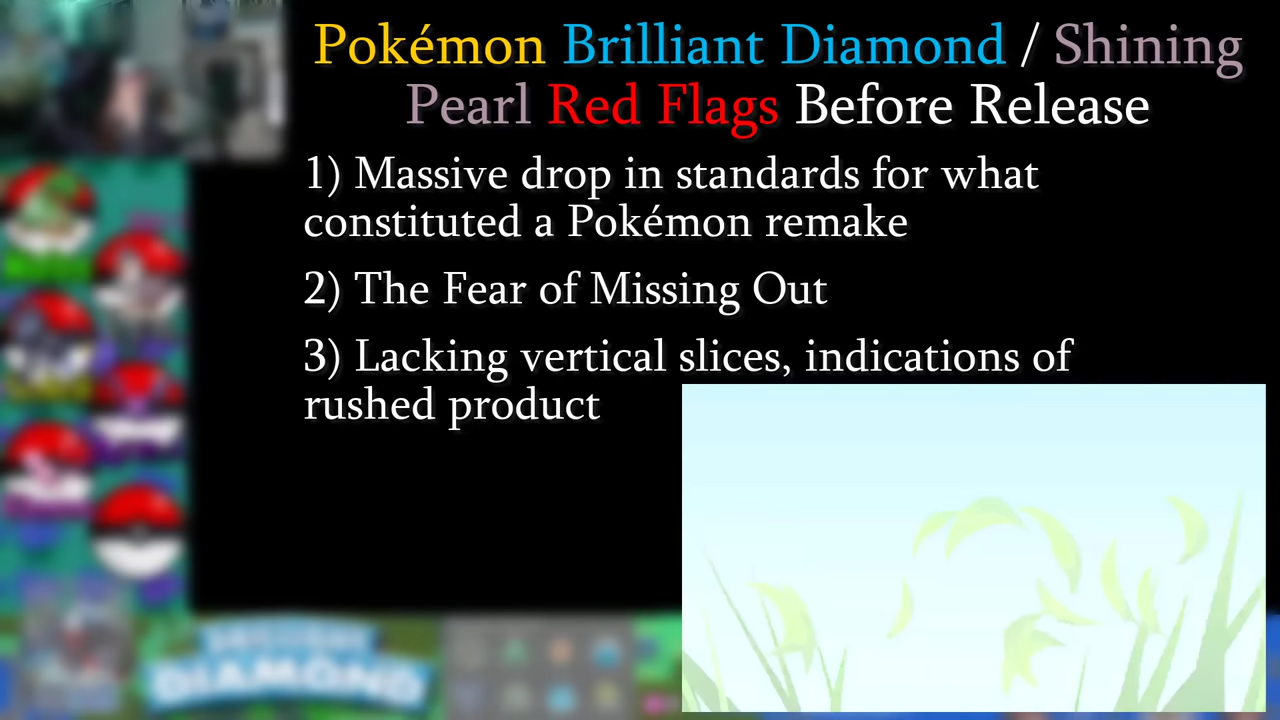 Pokémon Brilliant Diamond / Shining
Pearl Red Flags Before Release
1) Massive drop in standards for what
constituted a Pokémon remake
2) The Fear of Missing Out
3) Lacking vertical slices, indications of
rushed product
DIAMOND